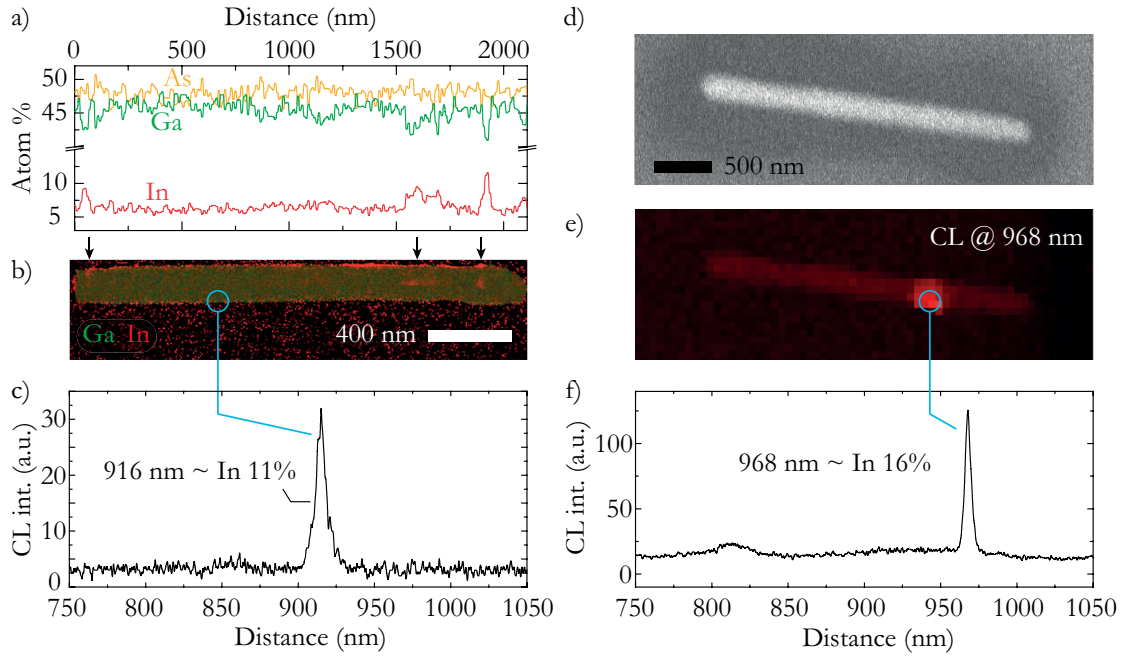 a)
Distance (nm)
0 500 1000 1500 2000
50
45
10
5
Atom %
As
Ga
In
b)
Ga In
400 nm
c)
30
20
10
0
CL int. (a.u.)
916 nm ~ In 11%
750 800 850 900 950 1000 1050
Distance (nm)
d)
500 nm
e)
CL @ 968 nm
f)
100
50
25
0
CL int. (a.u.)
968 nm ~ In 16%
750 800 850 900 950 1000 1050
Distance (nm)